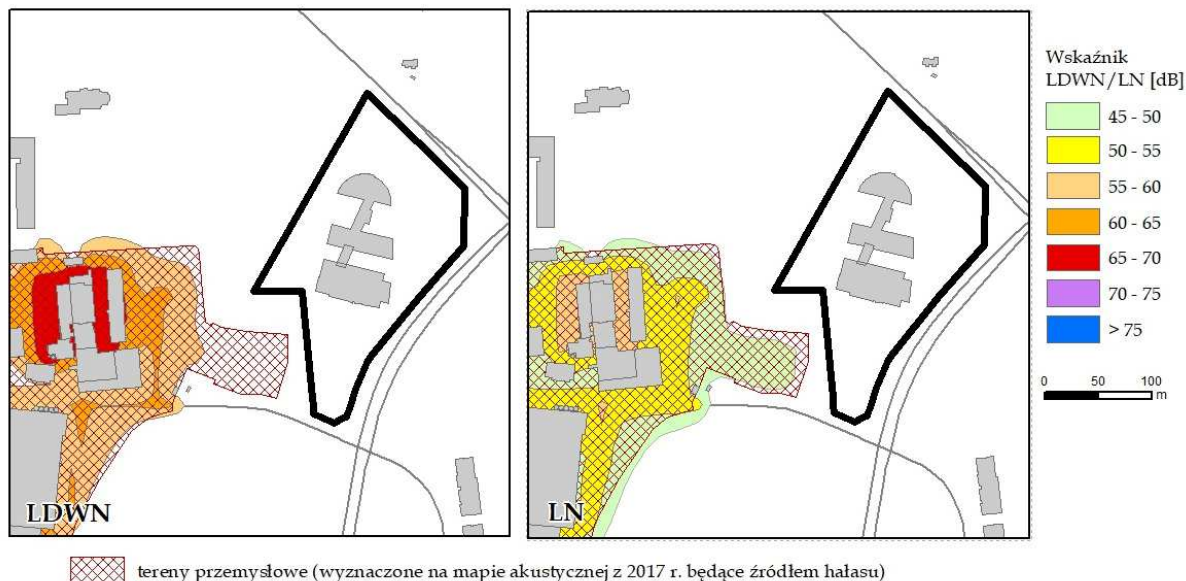 Wskaźnik
LDWN/LN [dB]
45 - 50
50 - 55
55 - 60
60 - 65
65 - 70
70 - 75
> 75
0 50 100
m
LDWN
LN
tereny przemysłowe (wyznaczone na mapie akustycznej z 2017 r. będące źródłem hałasu)